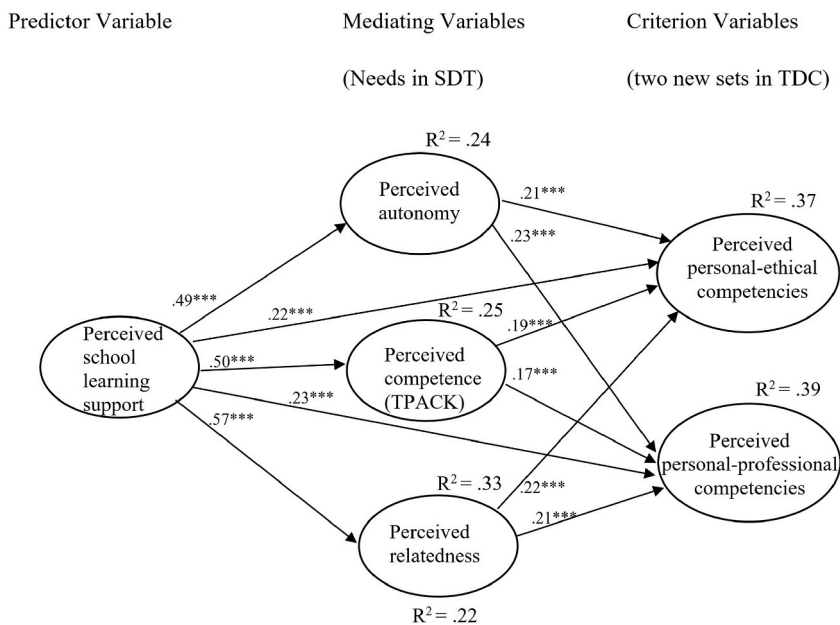 Predictor Variable
Mediating Variables
Criterion Variables
(Needs in SDT)
(two new sets in TDC)
R² = .24
Perceived
autonomy
.21***
.23***
R² = .37
Perceived
personal-ethical
competencies
.49***
.22***
R² = .25
.19***
Perceived
school
learning
support
.50***
Perceived
competence
(TPACK)
.17***
.23***
.57***
R² = .39
Perceived
personal-professional
competencies
R² = .33
.22***
.21***
Perceived
relatedness
R² = .22